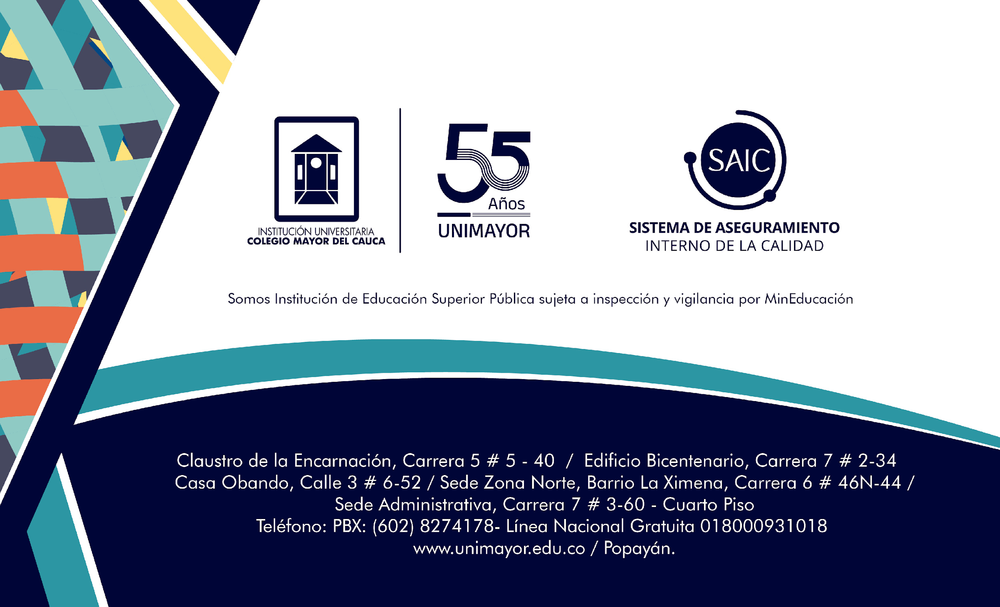 55
Años
UNIMAYOR
INSTITUCIÓN UNIVERSITARIA
COLEGIO MAYOR DEL CAUCA
SAIC
SISTEMA DE ASEGURAMIENTO
INTERNO DE LA CALIDAD
Somos Institución de Educación Superior Pública sujeta a inspección y vigilancia por MinEducación
Claustro de la Encarnación, Carrera 5 # 5 - 40 / Edificio Bicentenario, Carrera 7 # 2-34
Casa Obando, Calle 3 # 6-52 / Sede Zona Norte, Barrio La Ximena, Carrera 6 # 46N-44 /
Sede Administrativa, Carrera 7 # 3-60 - Cuarto Piso
Teléfono: PBX: (602) 8274178- Línea Nacional Gratuita 018000931018
www.unimayor.edu.co / Popayán.